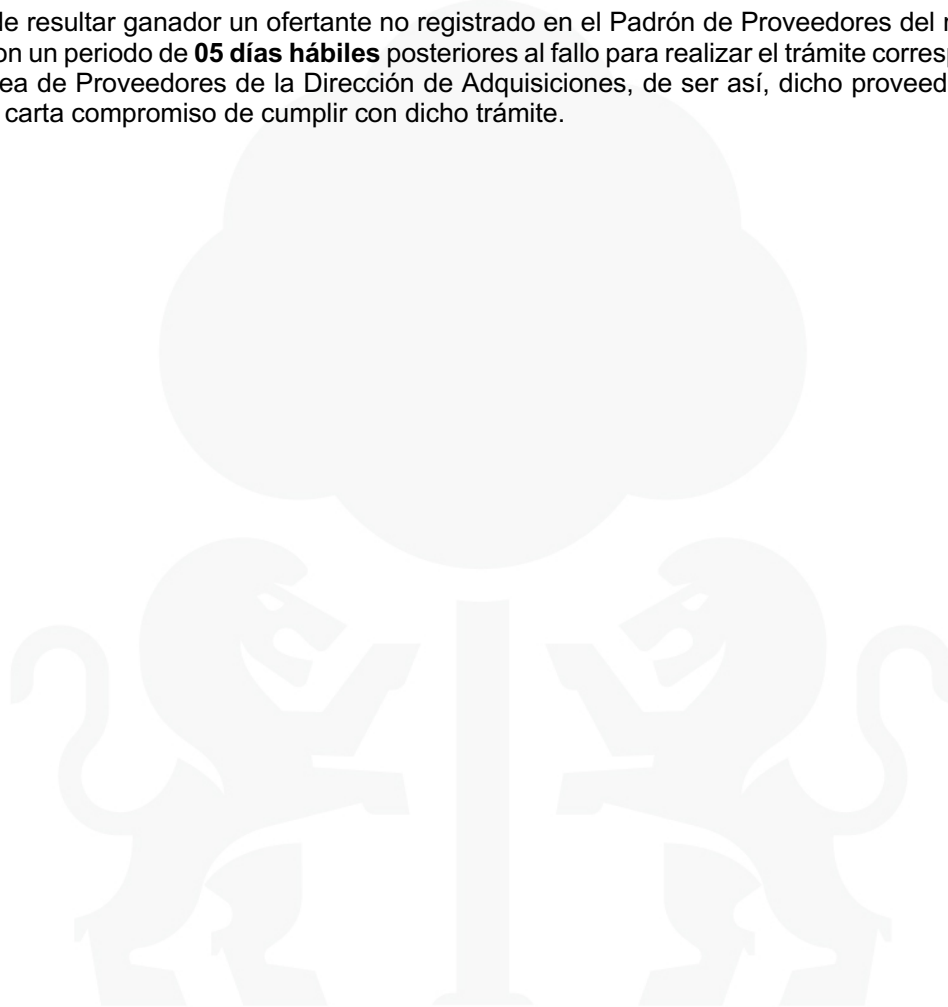 de resultar ganador un ofertante no registrado en el Padrón de Proveedores del
on un periodo de 05 días hábiles posteriores al fallo para realizar el trámite
ea de Proveedores de la Dirección de Adquisiciones, de ser así, dicho
carta compromiso de cumplir con dicho trámite.